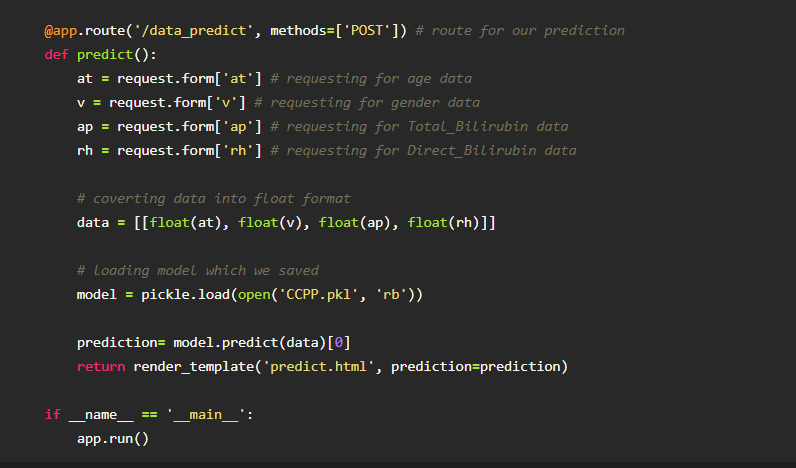 @app.route('/data_predict', methods=['POST']) # route for our prediction
def predict():
    at = request.form['at'] # requesting for age data
    v = request.form['v'] # requesting for gender data
    ap = request.form['ap'] # requesting for Total_Bilirubin data
    rh = request.form['rh'] # requesting for Direct_Bilirubin data

    # coverting data into float format
    data = [[float(at), float(v), float(ap), float(rh)]]

    # loading model which we saved
    model = pickle.load(open('CCPP.pkl', 'rb'))

    prediction= model.predict(data)[0]
    return render_template('predict.html', prediction=prediction)

if __name__ == '__main__':
    app.run()